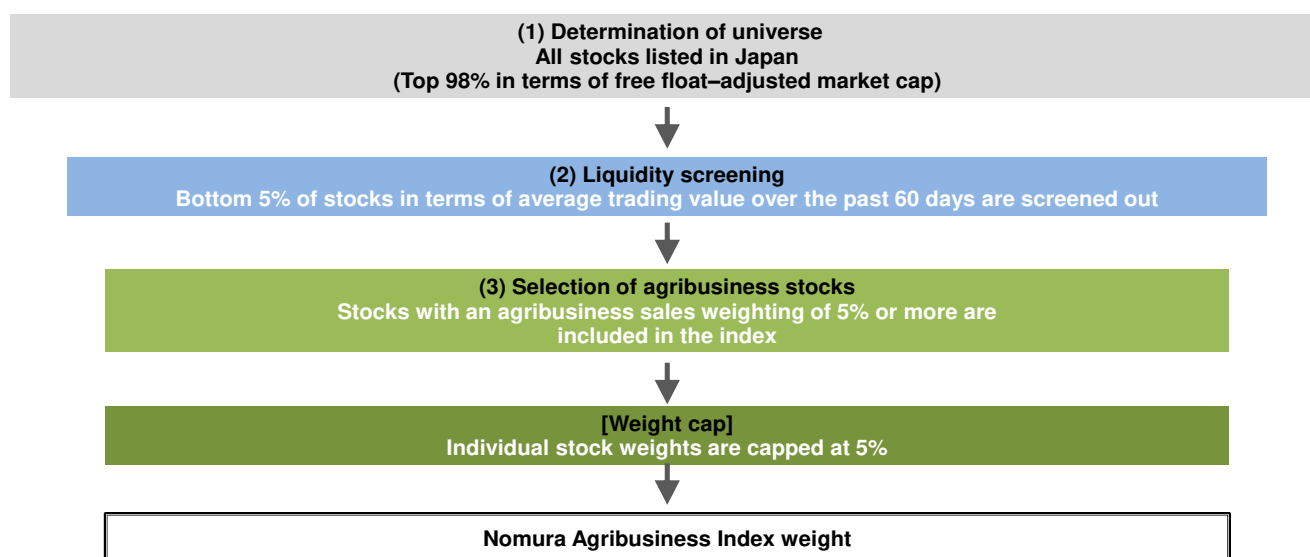 (1) Determination of universe
All stocks listed in Japan
(Top 98% in terms of free float–adjusted market cap)
(2) Liquidity screening
Bottom 5% of stocks in terms of average trading value over the past 60 days are screened out
(3) Selection of agribusiness stocks
Stocks with an agribusiness sales weighting of 5% or more are
included in the index
[Weight cap]
Individual stock weights are capped at 5%
Nomura Agribusiness Index weight